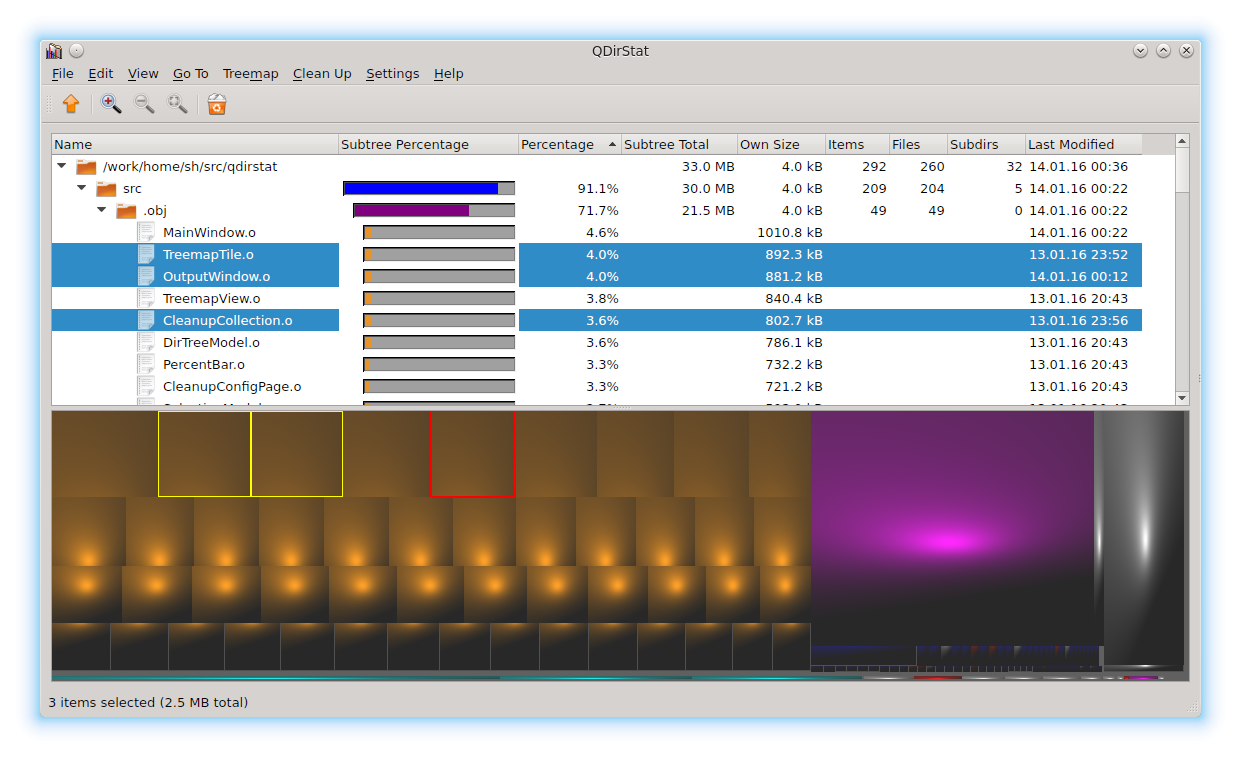 QDirStat
File Edit View Go To Treemap Clean Up Settings Help
Name Subtree Percentage Percentage Subtree Total Own Size Items Files Subdirs Last Modified
/work/home/sh/src/qdirstat 33.0 MB 4.0 kB 292 260 32 14.01.16 00:36
src 91.1% 30.0 MB 4.0 kB 209 204 5 14.01.16 00:22
.obj 71.7% 21.5 MB 4.0 kB 49 49 0 14.01.16 00:22
MainWindow.o 4.6% 1010.8 kB 14.01.16 00:22
TreemapTile.o 4.0% 892.3 kB 13.01.16 23:52
OutputWindow.o 4.0% 881.2 kB 14.01.16 00:12
TreemapView.o 3.8% 840.4 kB 13.01.16 20:43
CleanupCollection.o 3.6% 802.7 kB 13.01.16 23:56
DirTreeModel.o 3.6% 786.1 kB 13.01.16 20:43
PercentBar.o 3.3% 732.2 kB 13.01.16 20:43
CleanupConfigPage.o 3.3% 721.2 kB 13.01.16 20:43
3 items selected (2.5 MB total)